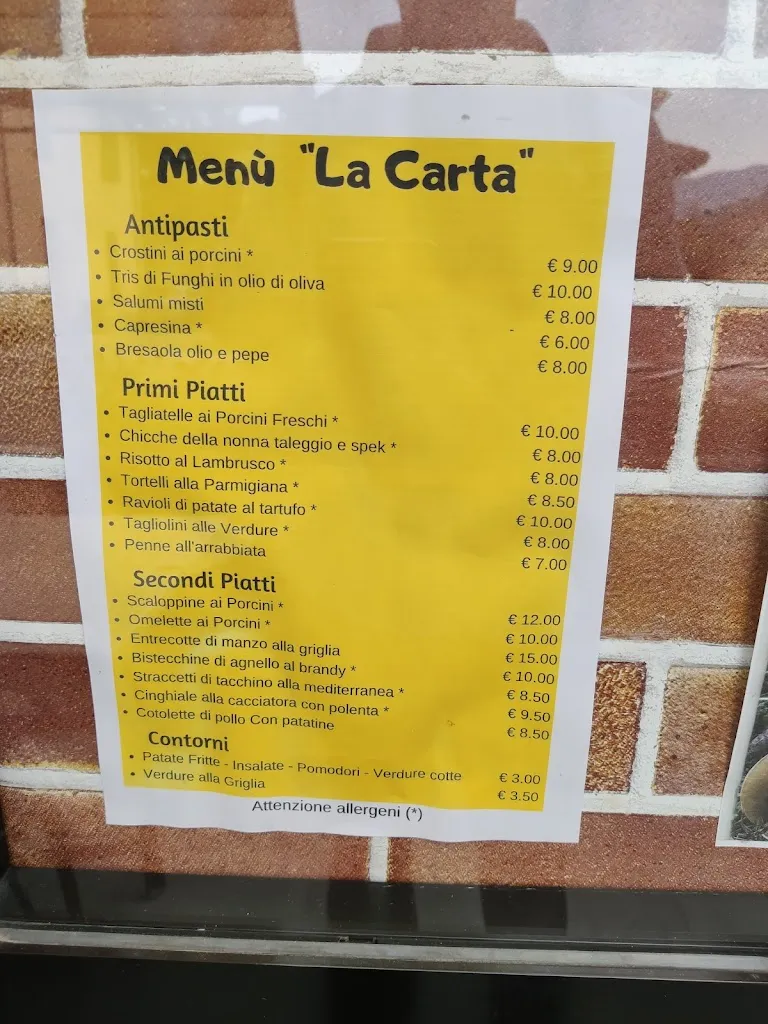 Menù "La Carta"
Antipasti
• Crostini ai porcini * € 9.00
• Tris di Funghi in olio di oliva € 10.00
• Salumi misti € 8.00
• Capresina * € 6.00
• Bresaola olio e pepe € 8.00
Primi Piatti
• Tagliatelle ai Porcini Freschi * € 10.00
• Chicche della nonna taleggio e spek * € 8.00
• Risotto al Lambrusco * € 8.00
• Tortelli alla Parmigiana * € 8.50
• Ravioli di patate al tartufo * € 10.00
• Tagliolini alle Verdure * € 8.00
• Penne all'arrabbiata € 7.00
Secondi Piatti
• Scaloppine ai Porcini * € 12.00
• Omelette ai Porcini * € 10.00
• Entrecotte di manzo alla griglia € 15.00
• Bistecchine di agnello al brandy * € 10.00
• Straccetti di tacchino alla mediterranea * € 8.50
• Cinghiale alla cacciatora con polenta * € 9.50
• Cotolette di pollo Con patatine € 8.50
Contorni
• Patate Fritte - Insalate - Pomodori - Verdure cotte € 3.00
• Verdure alla Griglia € 3.50
Attenzione allergeni (*)